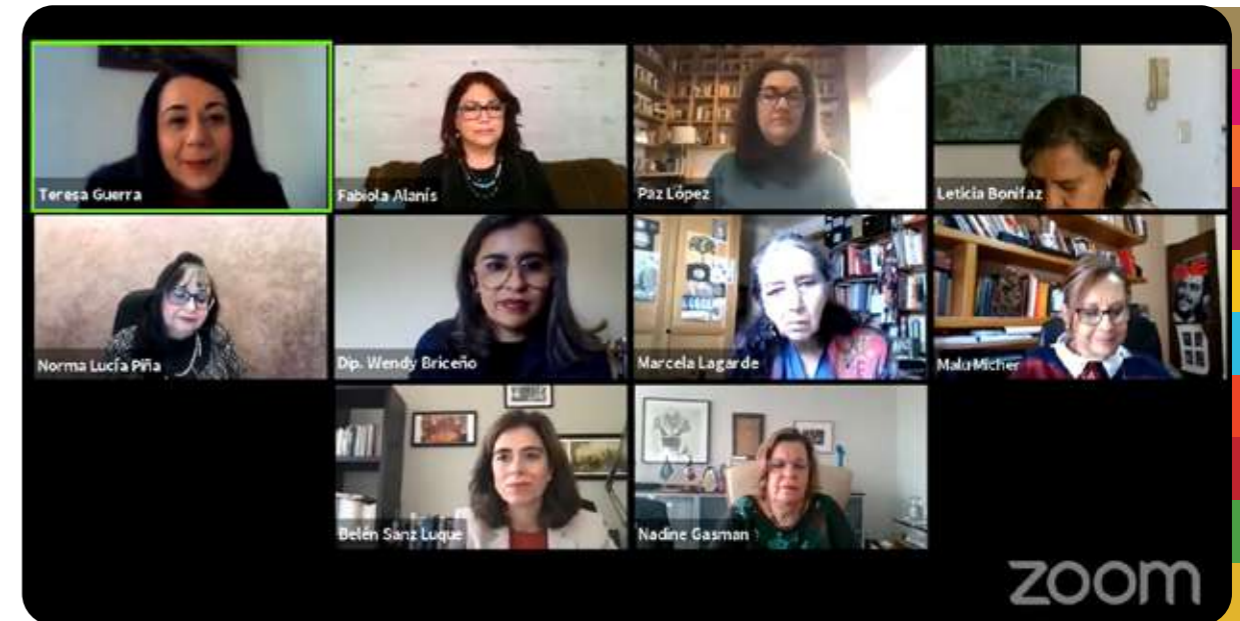 Teresa Guerra
Fabiola Alanís
Paz López
Leticia Bonifaz
Norma Lucía Piña
Dip. Wendy Briceño
Marcela Lagarde
Malu Micher
Belén Sanz Luque
Nadine Gasman
zoom